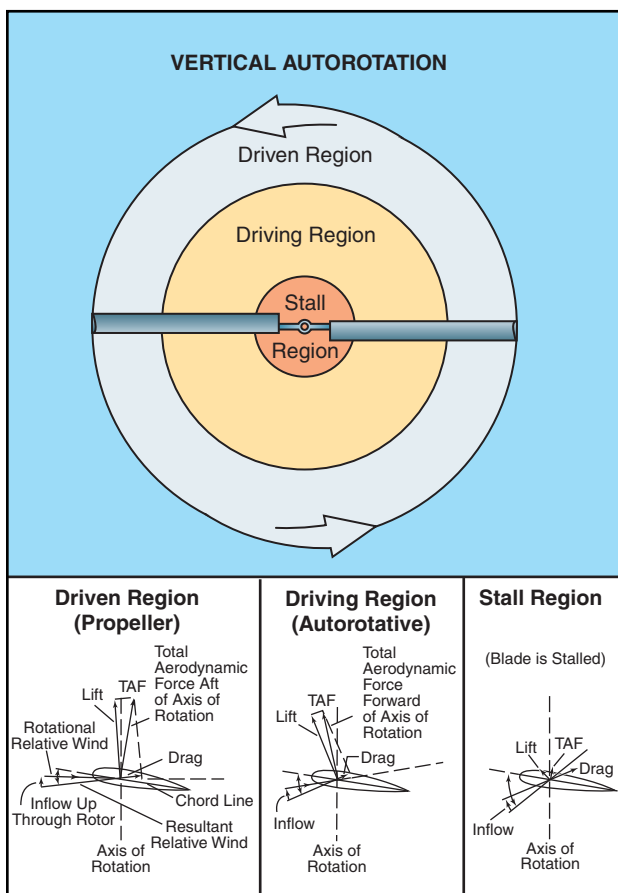 VERTICAL AUTOROTATION
Driven Region
Driving Region
Stall
Region
Driven Region
(Propeller)
Total
Aerodynamic
Force Aft
of Axis of
Rotation
TAF
Lift
Rotational
Relative Wind
Drag
Chord Line
Inflow Up
Through Rotor
Resultant
Relative Wind
Axis of
Rotation
Driving Region
(Autorotative)
Total
Aerodynamic
Force
Forward
of Axis of
Rotation
TAF
Lift
Drag
Inflow
Axis of
Rotation
Stall Region
(Blade is Stalled)
Lift
TAF
Drag
Inflow
Axis of
Rotation